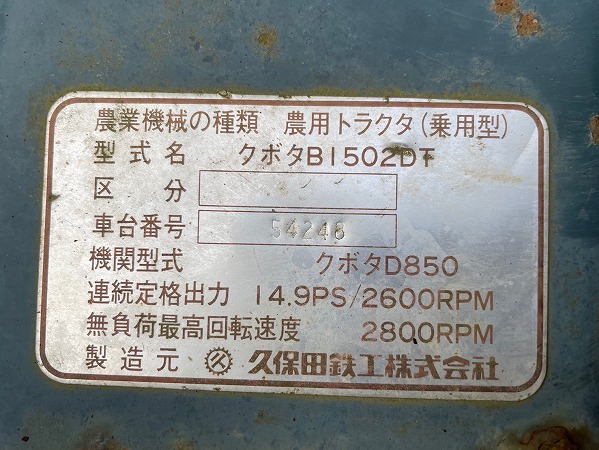 農業機械の種類 農用トラクタ(乗用型)
型式名 クボタB1502DT
区分
車台番号 54248
機関型式 クボタD850
連続定格出力 14.9PS/2600RPM
無負荷最高回転速度 2800RPM
製造元 久保田鉄工株式会社